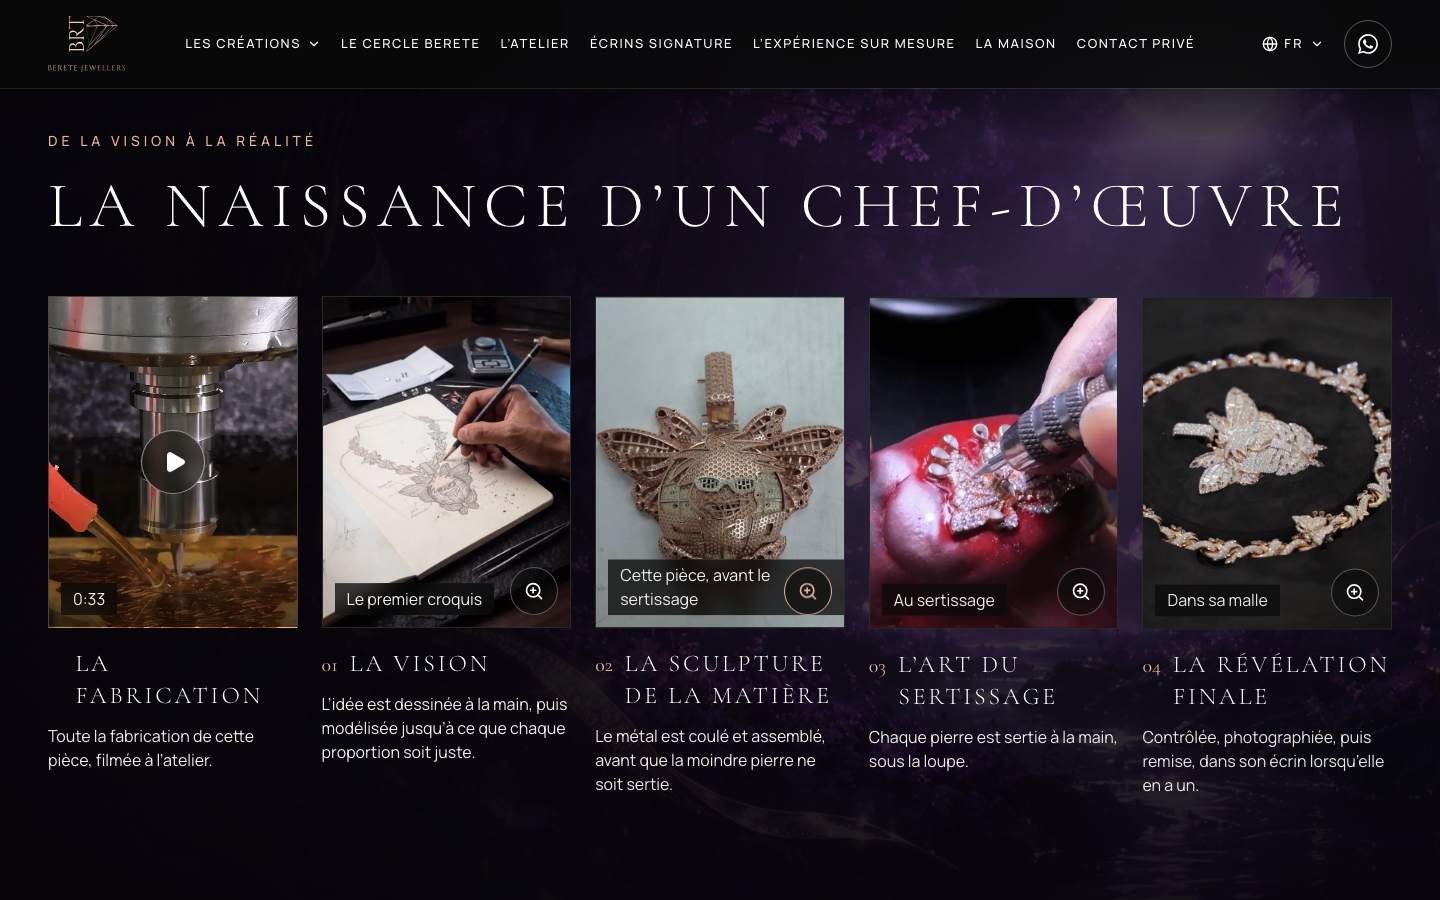 BRT
BERETE JEWELLERS
LES CRÉATIONS
LE CERCLE BERETE
L’ATELIER
ÉCRINS SIGNATURE
L’EXPÉRIENCE SUR MESURE
LA MAISON
CONTACT PRIVÉ
FR
DE LA VISION À LA RÉALITÉ
LA NAISSANCE D’UN CHEF-D’ŒUVRE
0:33
LA
FABRICATION
Toute la fabrication de cette
pièce, filmée à l’atelier.
Le premier croquis
01 LA VISION
L’idée est dessinée à la main, puis
modélisée jusqu’à ce que chaque
proportion soit juste.
Cette pièce, avant le
sertissage
02 LA SCULPTURE
DE LA MATIÈRE
Le métal est coulé et assemblé,
avant que la moindre pierre ne
soit sertie.
Au sertissage
03 L’ART DU
SERTISSAGE
Chaque pierre est sertie à la main,
sous la loupe.
Dans sa malle
04 LA RÉVÉLATION
FINALE
Contrôlée, photographiée, puis
remise, dans son écrin lorsqu’elle
en a un.